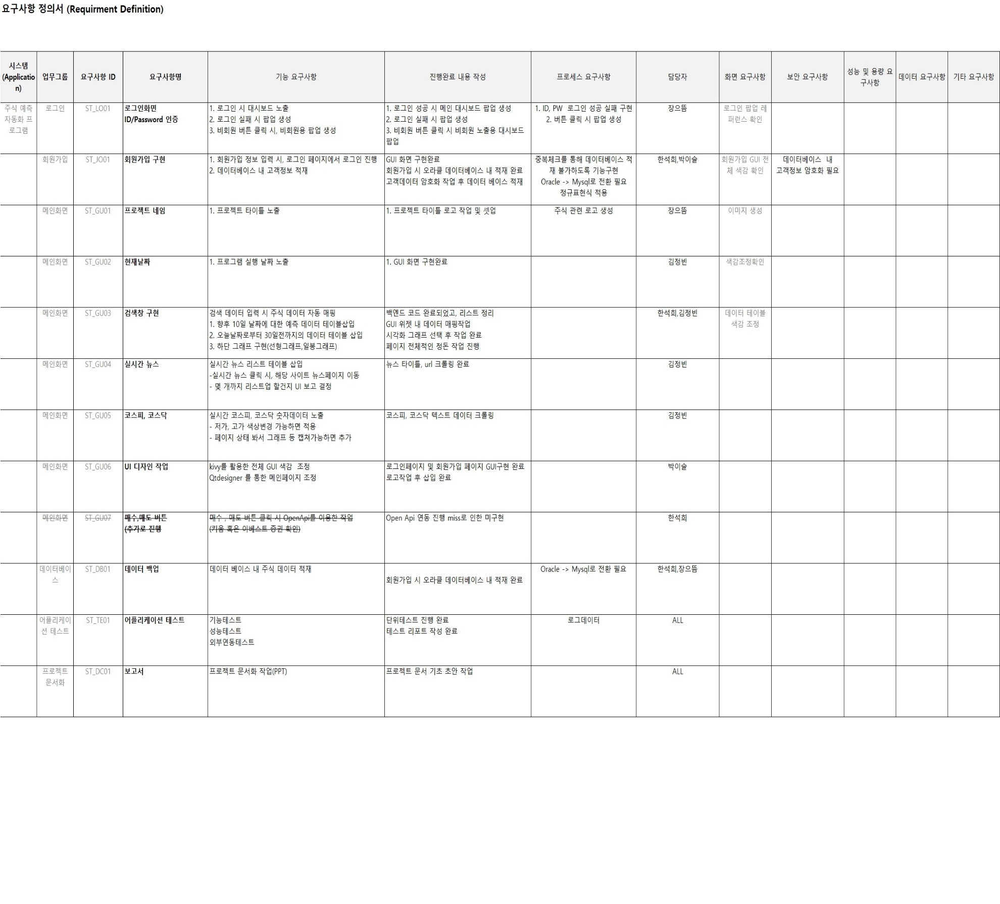 요구사항 정의서 (Requirment Definition)
시스템
(Applicatio
n)
업무그룹
요구사항 ID
요구사항명
기능 요구사항
진행완료 내용 작성
프로세스 요구사항
담당자
화면 요구사항
보안 요구사항
성능 및 용량 요
구사항
데이터 요구사항
기타 요구사항
주식 예측
자동화 프
로그램
로그인
ST_LO01
로그인화면
ID/Password 인증
1. 로그인 시 대시보드 노출
2. 로그인 실패 시 팝업 생성
3. 비회원 버튼 클릭 시, 비회원용 팝업 생성
1. 로그인 성공 시 메인 대시보드 팝업 생성
2. 로그인 실패 시 팝업 생성
3. 비회원 버튼 클릭 시 비회원 노출용 대시보드
팝업
1. ID, PW 로그인 성공 실패 구현
2. 버튼 클릭 시 팝업 생성
장으뜸
로그인 팝업 레
퍼런스 확인
회원가입
ST_JO01
회원가입 구현
1. 회원가입 정보 입력 시, 로그인 페이지에서 로그인 진행
2. 데이터베이스 내 고객정보 적재
GUI 화면 구현완료
회원가입 시 오라클 데이터베이스 내 적재 완료
고객데이터 암호화 작업 후 데이터 베이스 적재
중복체크를 통해 데이터베이스 적
재 불가하도록 기능구현
Oracle -> Mysql로 전환 필요
정규표현식 적용
한석희,박이슬
회원가입 GUI 전
체 색감 확인
데이터베이스 내
고객정보 암호화 필요
메인화면
ST_GU01
프로젝트 네임
1. 프로젝트 타이틀 노출
1. 프로젝트 타이틀 로고 작업 및 셋업
주식 관련 로고 생성
장으뜸
이미지 생성
메인화면
ST_GU02
현재날짜
1. 프로그램 실행 날짜 노출
1. GUI 화면 구현완료
김정빈
색감조정확인
메인화면
ST_GU03
검색창 구현
검색 데이터 입력 시 주식 데이터 자동 매핑
1. 향후 10일 날짜에 대한 예측 데이터 테이블삽입
2. 오늘날짜로부터 30일전까지의 데이터 테이블 삽입
3. 하단 그래프 구현(선형그래프,일봉그래프)
백엔드 코드 완료되었고, 리스트 정리
GUI 위젯 내 데이터 매핑작업
시각화 그래프 선택 후 작업 완료
페이지 전체적인 정돈 작업 진행
한석희,김정빈
데이터 테이블
색감 조정
메인화면
ST_GU04
실시간 뉴스
실시간 뉴스 리스트 테이블 삽입
-실시간 뉴스 클릭 시, 해당 사이트 뉴스페이지 이동
- 몇 개까지 리스트업 할건지 UI 보고 결정
뉴스 타이틀, url 크롤링 완료
김정빈
메인화면
ST_GU05
코스피, 코스닥
실시간 코스피, 코스닥 숫자데이터 노출
- 저가, 고가 색상변경 가능하면 적용
- 페이지 상태 봐서 그래프 등 캡쳐가능하면 추가
코스피, 코스닥 텍스트 데이터 크롤링
김정빈
메인화면
ST_GU06
UI 디자인 작업
kivy를 활용한 전체 GUI 색감 조정
Qtdesigner 를 통한 메인페이지 조정
로그인페이지 및 회원가입 페이지 GUI구현 완료
로고작업 후 삽입 완료
박이슬
메인화면
ST_GU07
매수,매도 버튼
(추가로 진행
매수 , 매도 버튼 클릭 시 OpenApi를 이용한 작업
(키움 혹은 이베스트 증권 확인)
Open Api 연동 진행 miss로 인한 미구현
한석희
데이터베이
스
ST_DB01
데이터 백업
데이터 베이스 내 주식 데이터 적재
회원가입 시 오라클 데이터베이스 내 적재 완료
Oracle -> Mysql로 전환 필요
한석희,장으뜸
어플리케이
션 테스트
ST_TE01
어플리케이션 테스트
기능테스트
성능테스트
외부연동테스트
단위테스트 진행 완료
테스트 리포트 작성 완료
로그데이터
ALL
프로젝트
문서화
ST_DC01
보고서
프로젝트 문서화 작업(PPT)
프로젝트 문서 기초 초안 작업
ALL